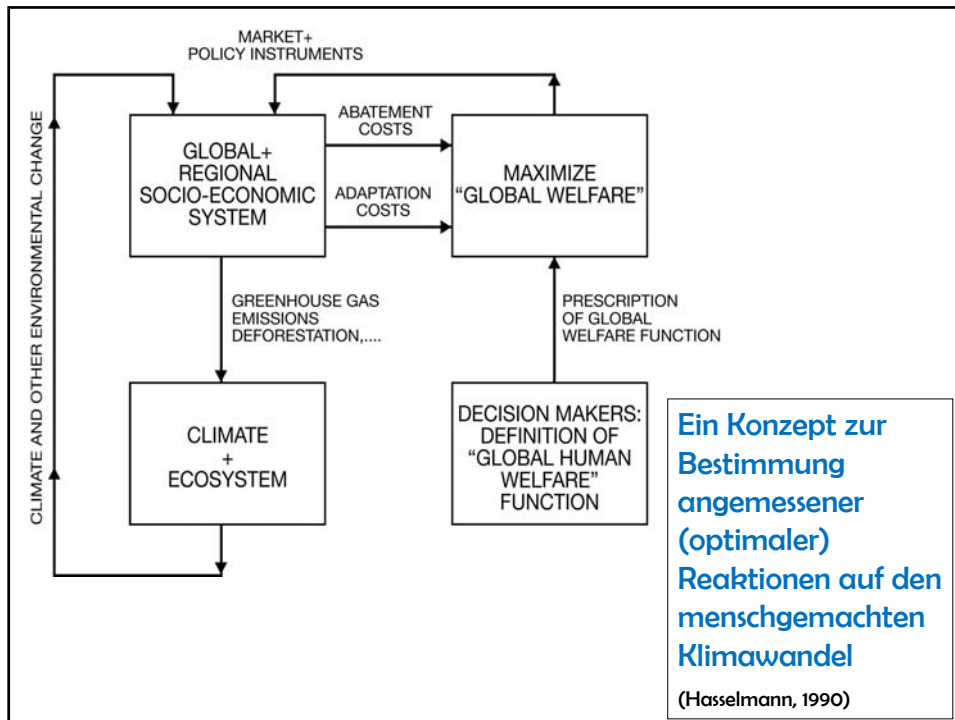 MARKET+
POLICY INSTRUMENTS
CLIMATE AND OTHER ENVIRONMENTAL CHANGE
GLOBAL+
REGIONAL
SOCIO-ECONOMIC
SYSTEM
ABATEMENT
COSTS
ADAPTATION
COSTS
MAXIMIZE
“GLOBAL WELFARE”
GREENHOUSE GAS
EMISSIONS
DEFORESTATION,....
PRESCRIPTION
OF GLOBAL
WELFARE FUNCTION
CLIMATE
+
ECOSYSTEM
DECISION MAKERS:
DEFINITION OF
“GLOBAL HUMAN
WELFARE”
FUNCTION
Ein Konzept zur
Bestimmung
angemessener
(optimaler)
Reaktionen auf den
menschgemachten
Klimawandel
(Hasselmann, 1990)